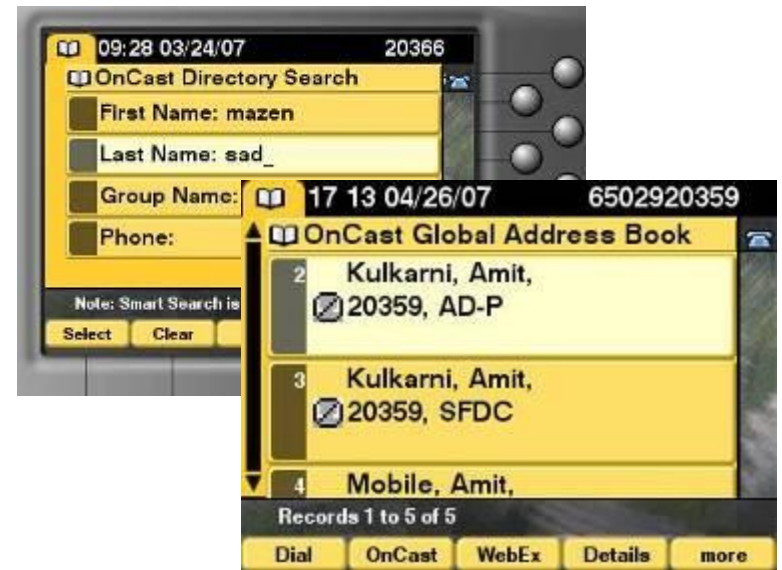 09:28 03/24/07 20366
OnCast Directory Search
First Name: mazen
Last Name: sad_
Group Name:
Phone:
Note: Smart Search is
Select Clear
17 13 04/26/07 6502920359
OnCast Global Address Book
2 Kulkarni, Amit,
20359, AD-P
3 Kulkarni, Amit,
20359, SFDC
4 Mobile, Amit,
Records 1 to 5 of 5
Dial OnCast WebEx Details more